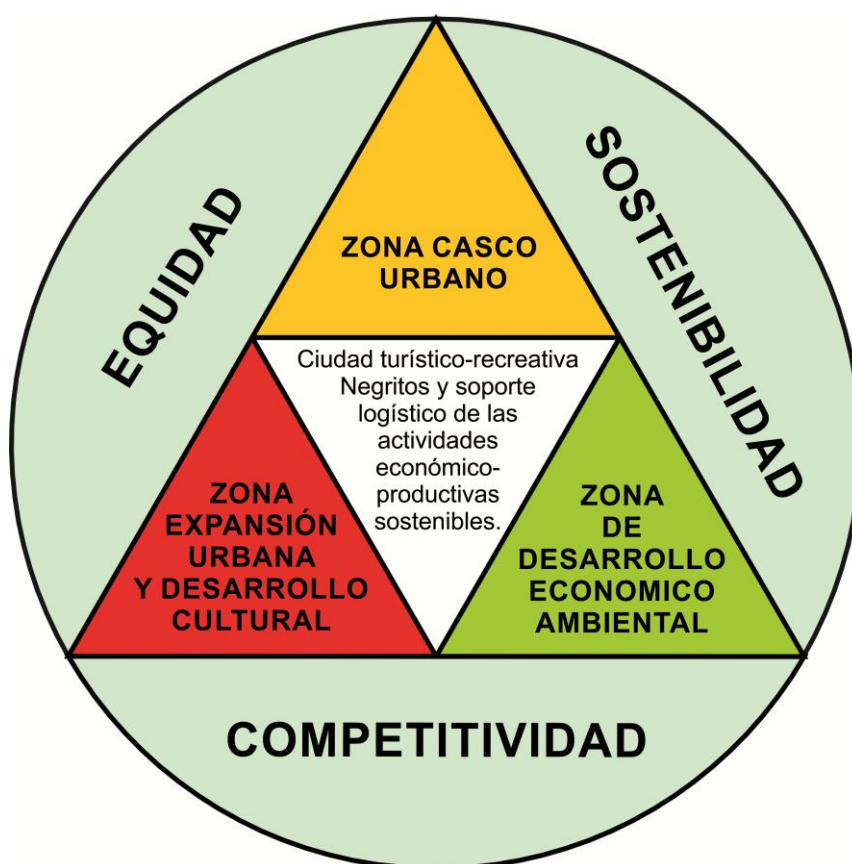 EQUIDAD
SOSTENIBILIDAD
ZONA CASCO
URBANO
Ciudad turístico-recreativa
Negritos y soporte
logístico de las
actividades
económico-
productivas
sostenibles.
ZONA
EXPANSIÓN
URBANA
Y DESARROLLO
CULTURAL
ZONA
DE
DESARROLLO
ECONOMICO
AMBIENTAL
COMPETITIVIDAD